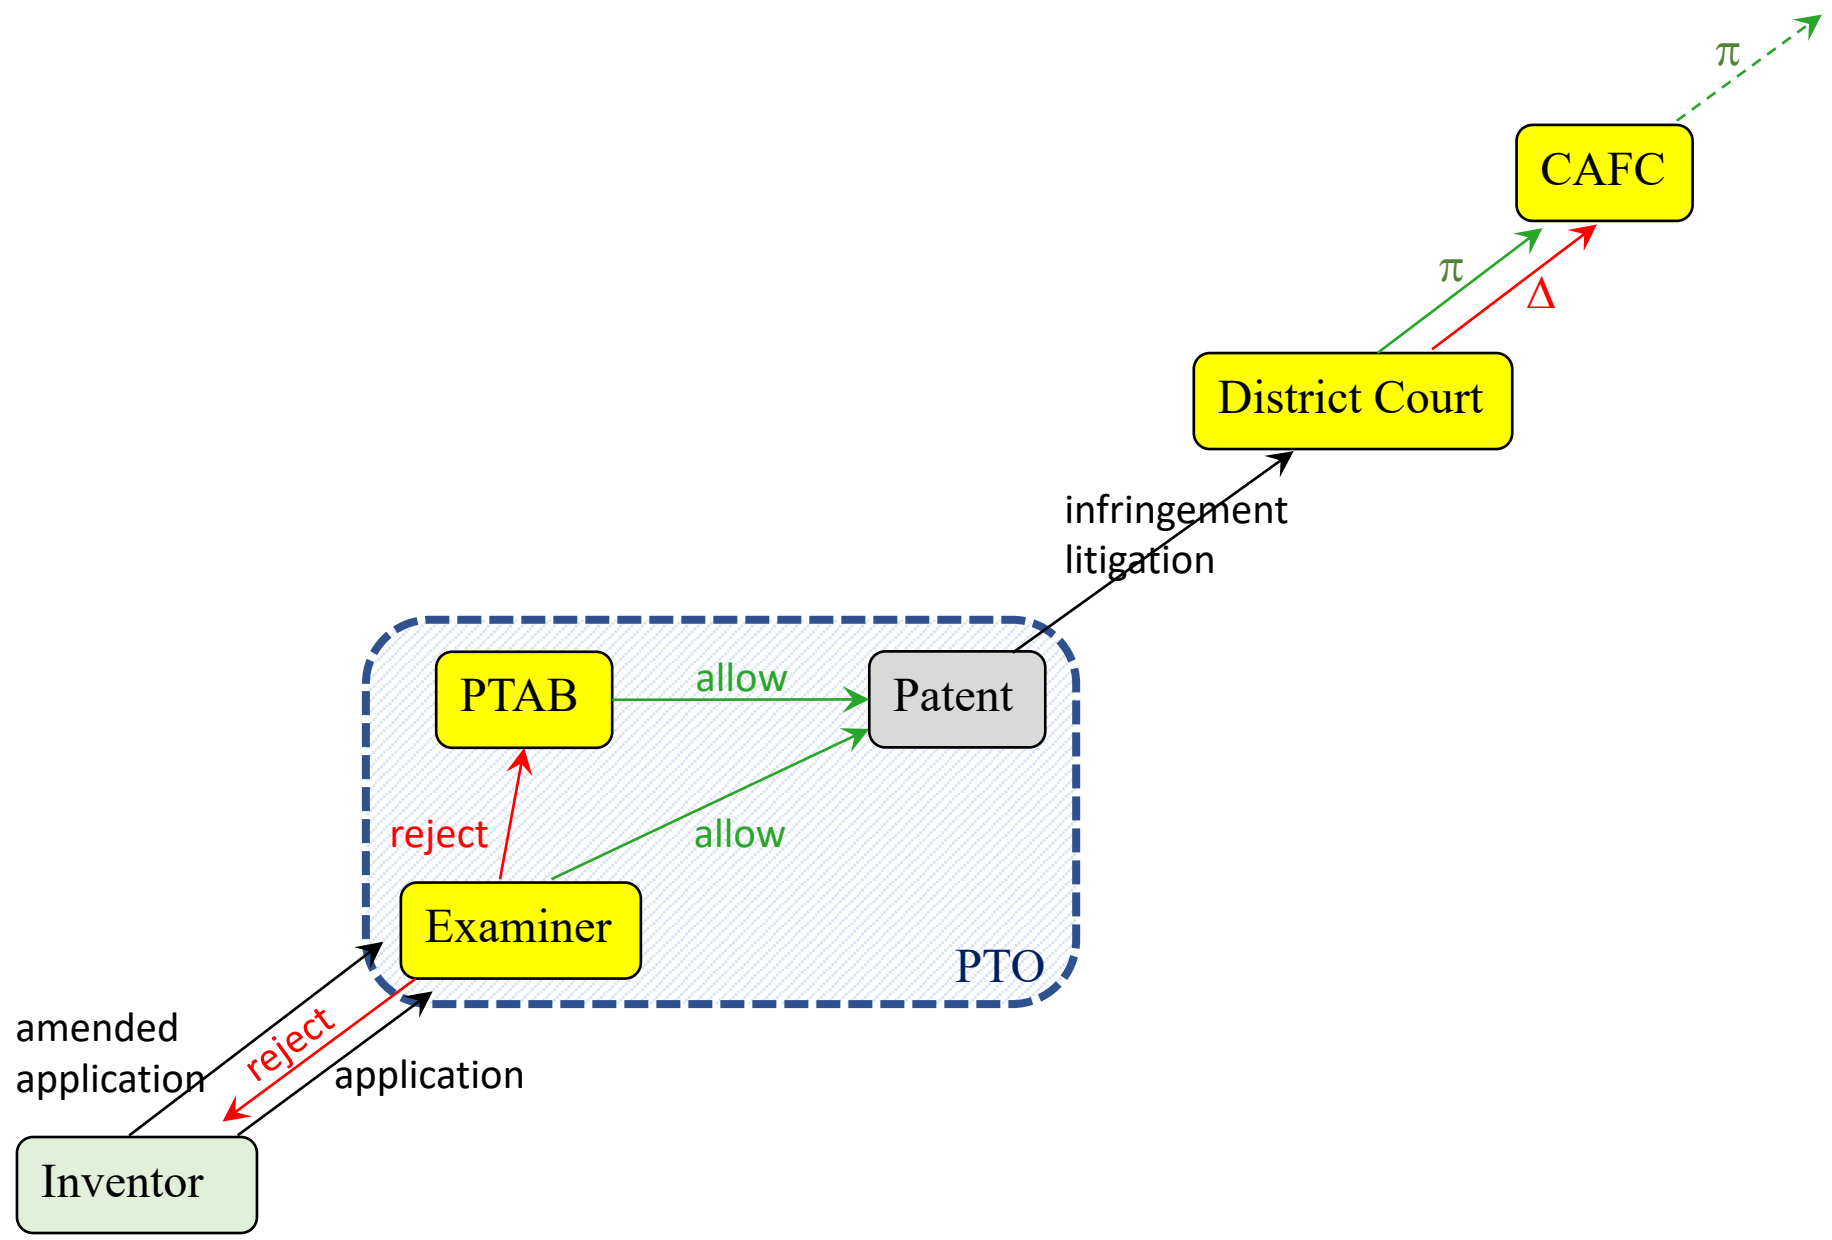 π
CAFC
π
Δ
District Court
infringement
litigation
PTAB
allow
Patent
reject
allow
Examiner
PTO
amended
application
reject
application
Inventor